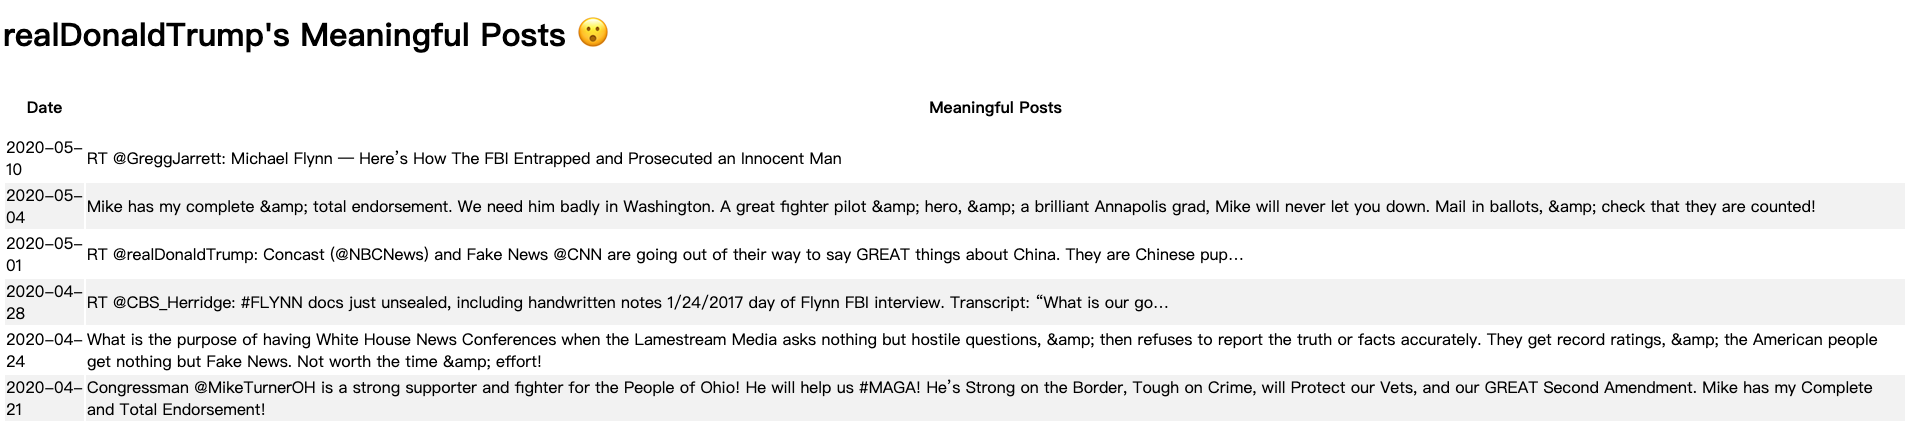 realDonaldTrump's Meaningful Posts 😮
Date Meaningful Posts
2020-05-
10
RT @GreggJarrett: Michael Flynn — Here’s How The FBI Entrapped and Prosecuted an Innocent Man
2020-05-
04
Mike has my complete &amp; total endorsement. We need him badly in Washington. A great fighter pilot &amp; hero, &amp; a brilliant Annapolis grad, Mike will never let you down. Mail in ballots, &amp; check that they are counted!
2020-05-
01
RT @realDonaldTrump: Concast (@NBCNews) and Fake News @CNN are going out of their way to say GREAT things about China. They are Chinese pup…
2020-04-
28
RT @CBS_Herridge: #FLYNN docs just unsealed, including handwritten notes 1/24/2017 day of Flynn FBI interview. Transcript: “What is our go…
2020-04-
24
What is the purpose of having White House News Conferences when the Lamestream Media asks nothing but hostile questions, &amp; then refuses to report the truth or facts accurately. They get record ratings, &amp; the American people
get nothing but Fake News. Not worth the time &amp; effort!
2020-04-
21
Congressman @MikeTurnerOH is a strong supporter and fighter for the People of Ohio! He will help us #MAGA! He’s Strong on the Border, Tough on Crime, will Protect our Vets, and our GREAT Second Amendment. Mike has my Complete
and Total Endorsement!